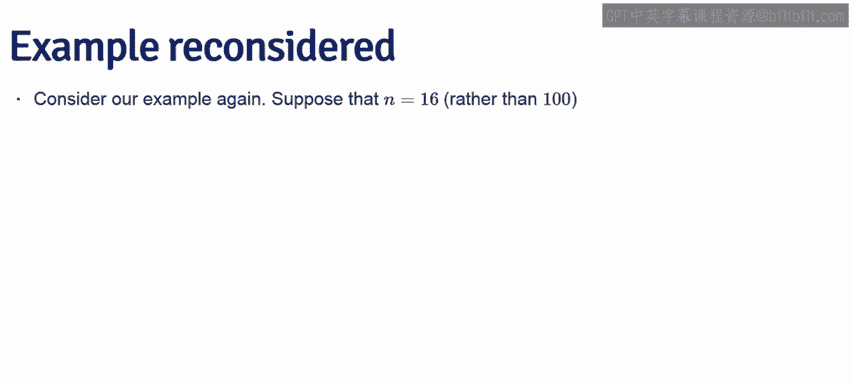 GPT中英字幕课程资源@bilibili.com
Example reconsidered
· Consider our example again. Suppose that n = 16 (rather than 100)